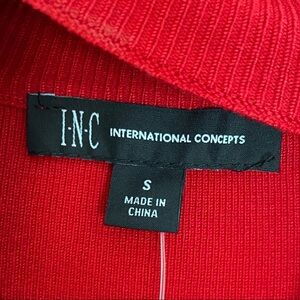 I·N·C INTERNATIONAL CONCEPTS
S
MADE IN
CHINA